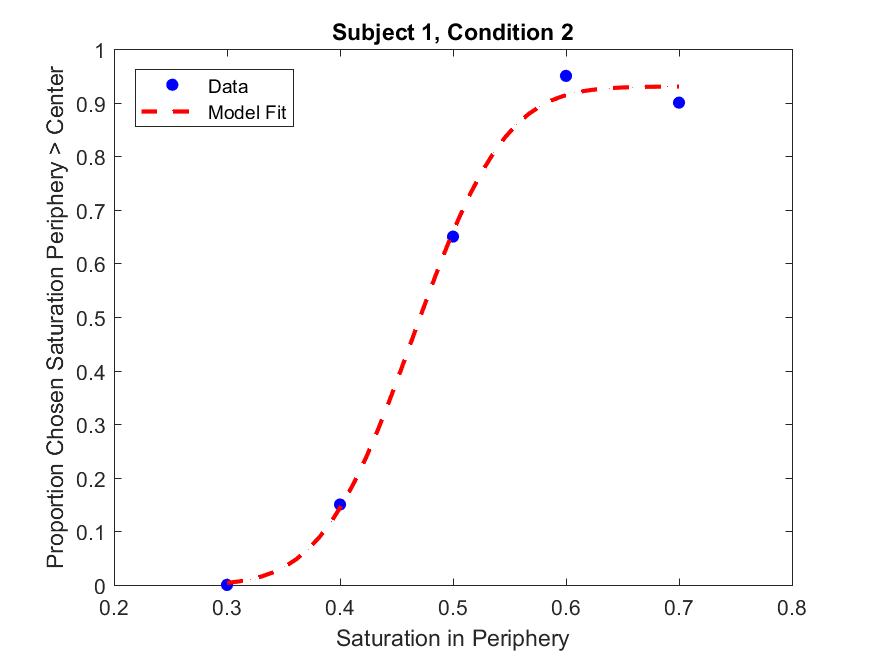 Subject 1, Condition 2
Proportion Chosen Saturation Periphery > Center
1
0.9
0.8
0.7
0.6
0.5
0.4
0.3
0.2
0.1
0
Data
Model Fit
0.2 0.3 0.4 0.5 0.6 0.7 0.8
Saturation in Periphery